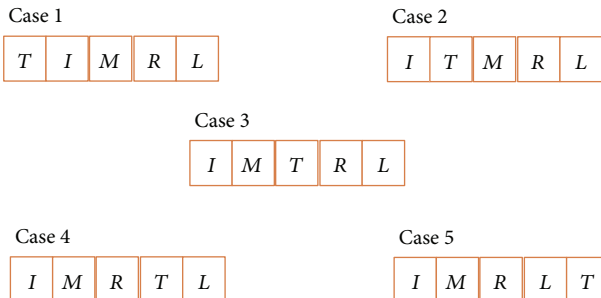 Case 1
T I M R L
Case 2
I T M R L
Case 3
I M T R L
Case 4
I M R T L
Case 5
I M R L T